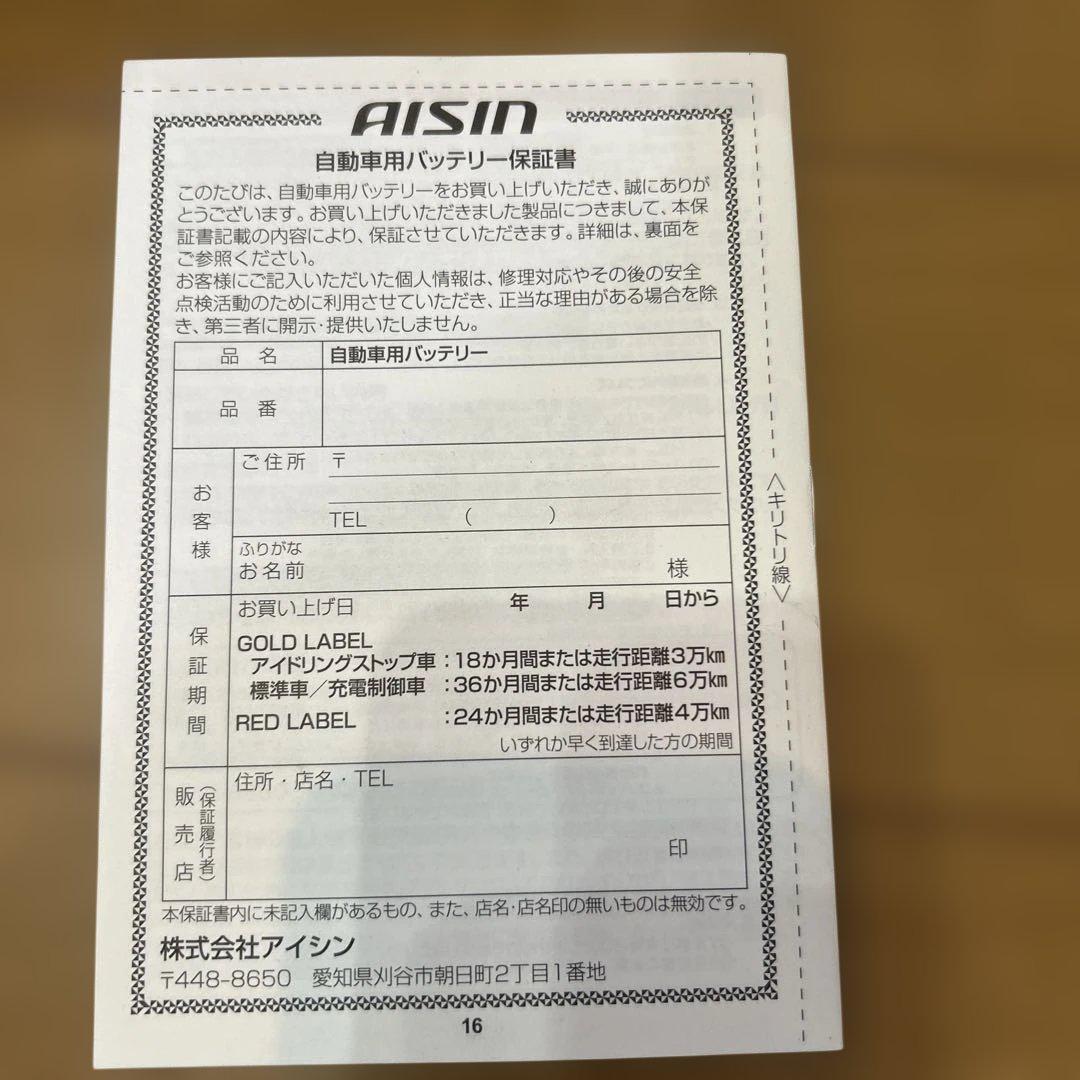 AISIN
自動車用バッテリー保証書
このたびは、自動車用バッテリーをお買い上げいただき、誠にありが
とうございます。お買い上げいただきました製品につきまして、本保
証書記載の内容により、保証させていただきます。詳細は、裏面を
ご参照ください。
お客様にご記入いただいた個人情報は、修理対応やその後の安全
点検活動のために利用させていただき、正当な理由がある場合を除
き、第三者に開示・提供いたしません。
品 名 自動車用バッテリー
品 番
お客様
ご住所 〒
TEL ( )
ふりがな
お名前 様
保証期間
お買い上げ日 年 月 日から
GOLD LABEL
アイドリングストップ車 :18か月間または走行距離3万㎞
標準車/充電制御車 :36か月間または走行距離6万㎞
RED LABEL :24か月間または走行距離4万㎞
いずれか早く到達した方の期間
販売店
(保証履行者)
住所・店名・TEL
印
本保証書内に未記入欄があるもの、また、店名・店名印の無いものは無効です。
株式会社アイシン
〒448-8650 愛知県刈谷市朝日町2丁目1番地
16
<キリトリ線>